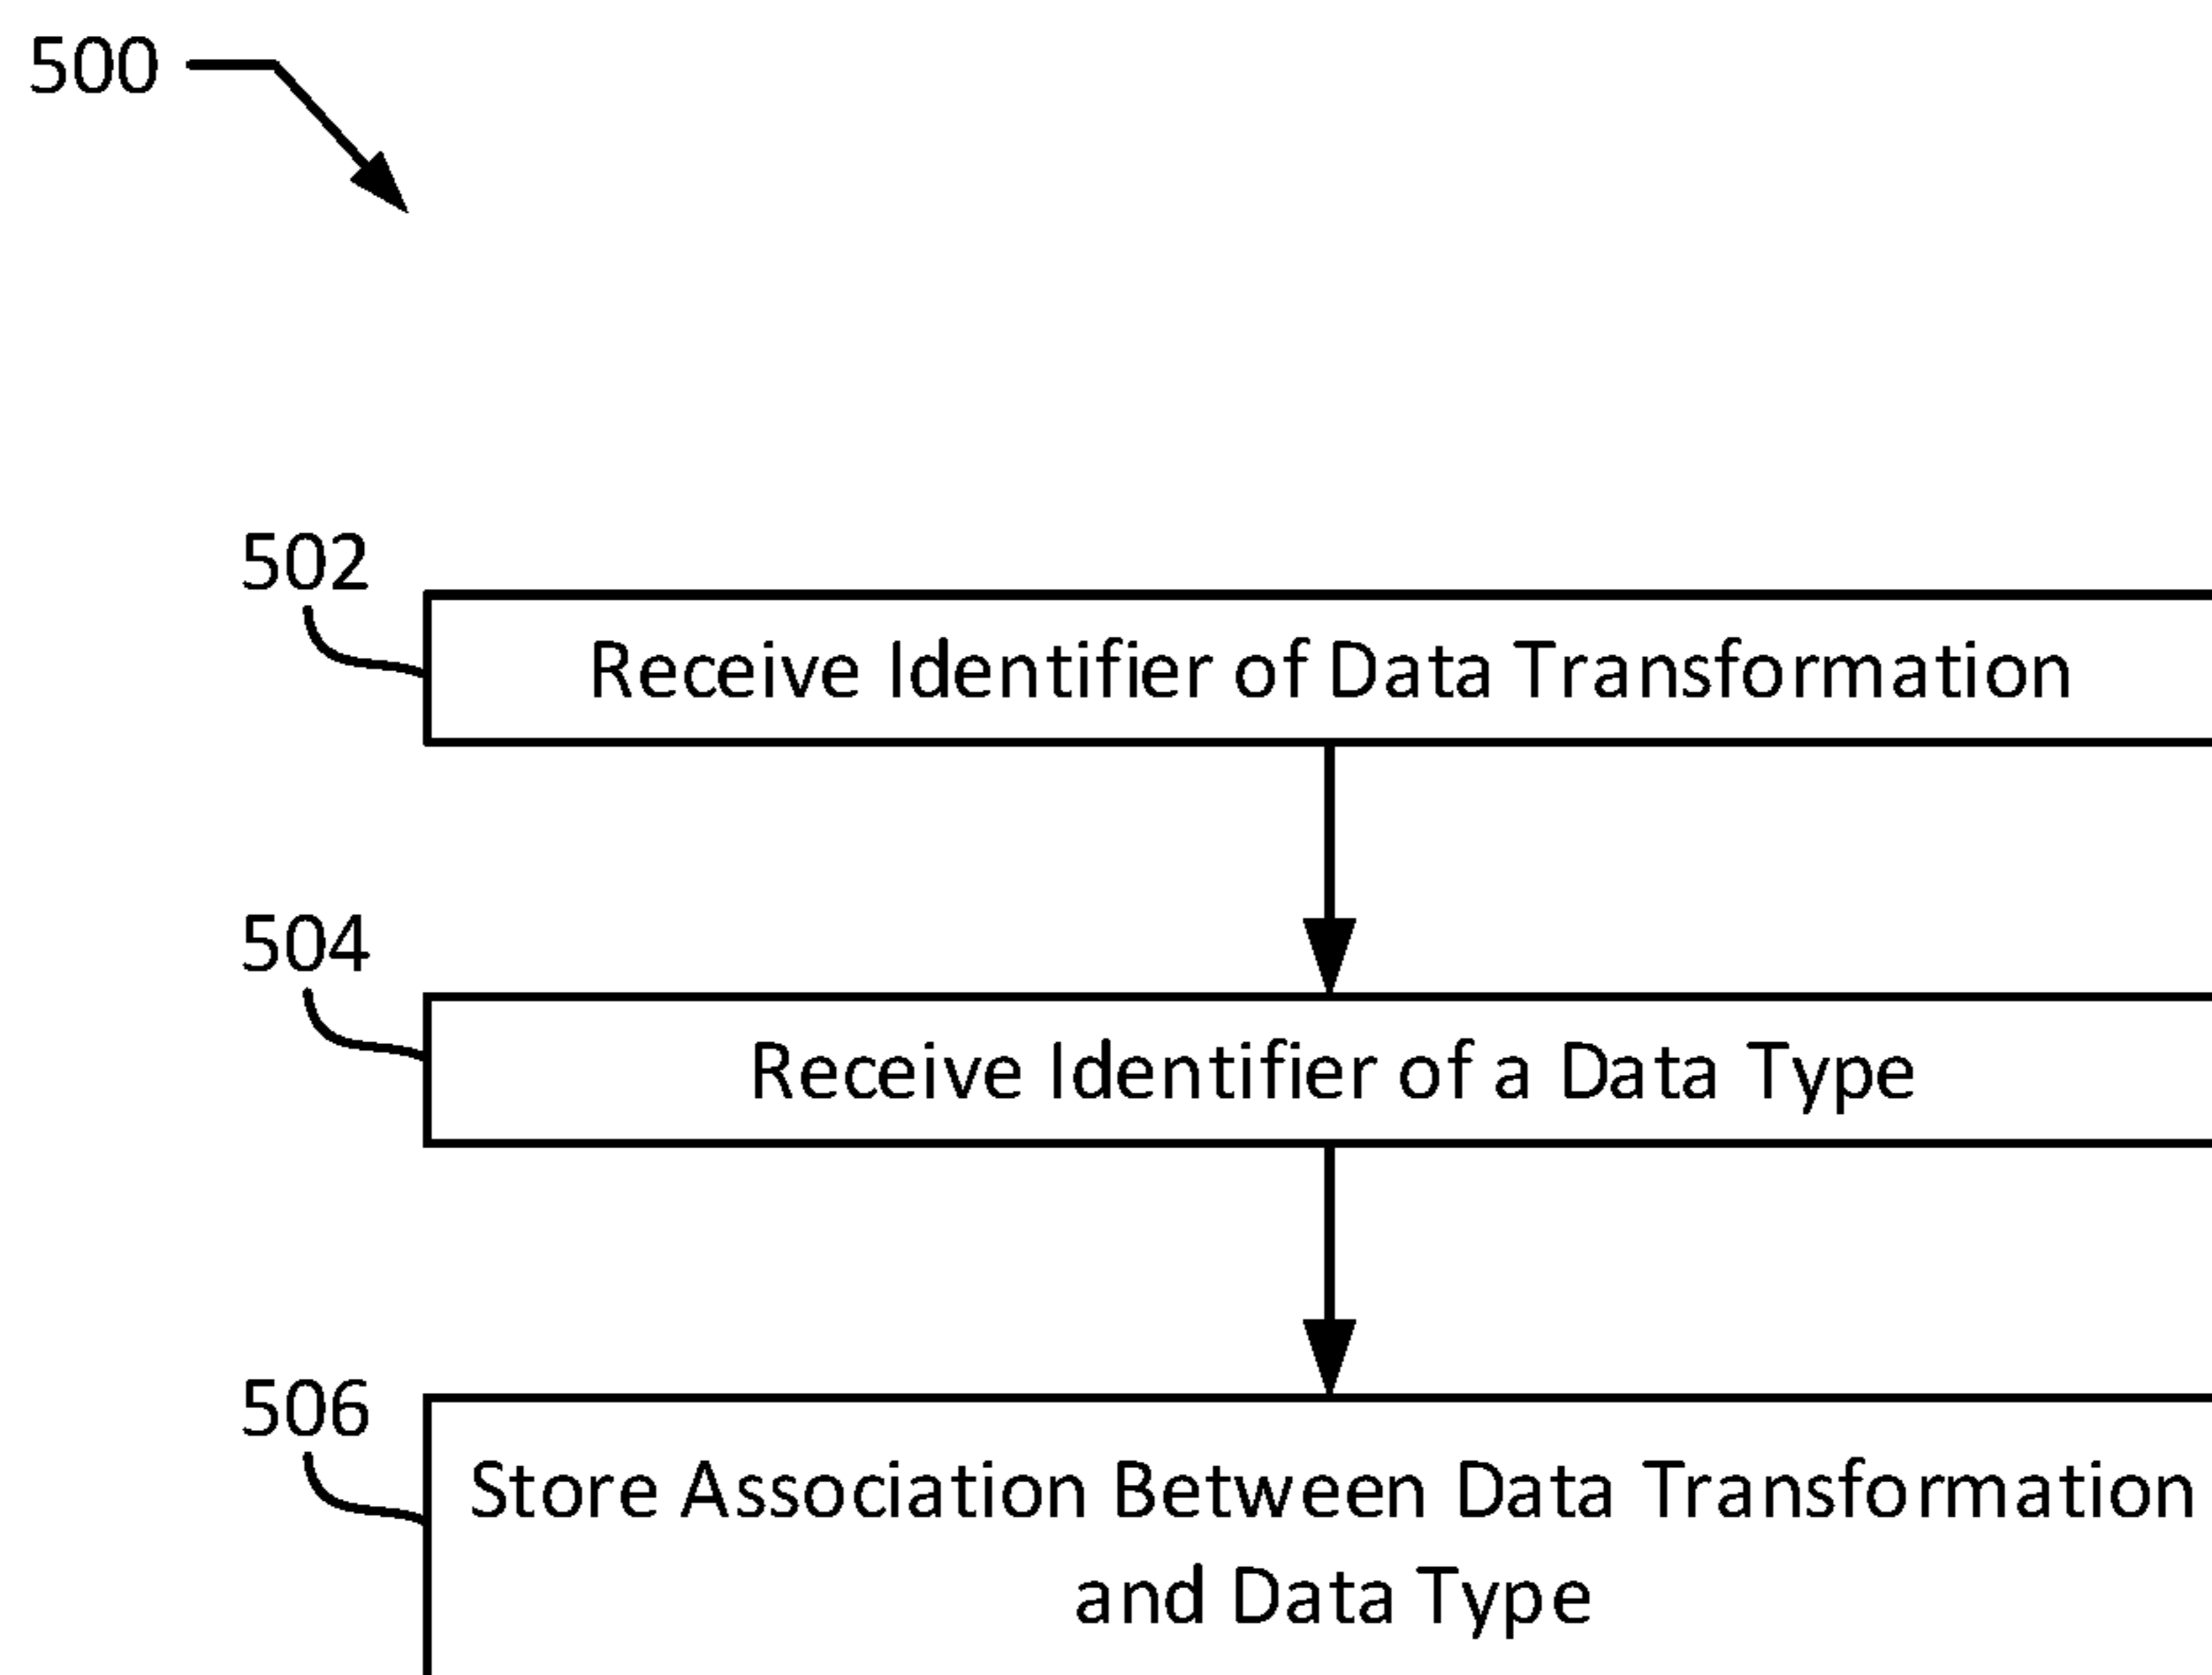 500
502
Receive Identifier of Data Transformation
504
Receive Identifier of a Data Type
506
Store Association Between Data Transformation
and Data Type